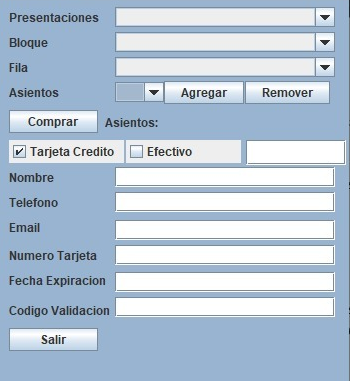 Presentaciones
Bloque
Fila
Asientos Agregar Remover
Comprar Asientos:
Tarjeta Credito Efectivo
Nombre
Telefono
Email
Numero Tarjeta
Fecha Expiracion
Codigo Validacion
Salir